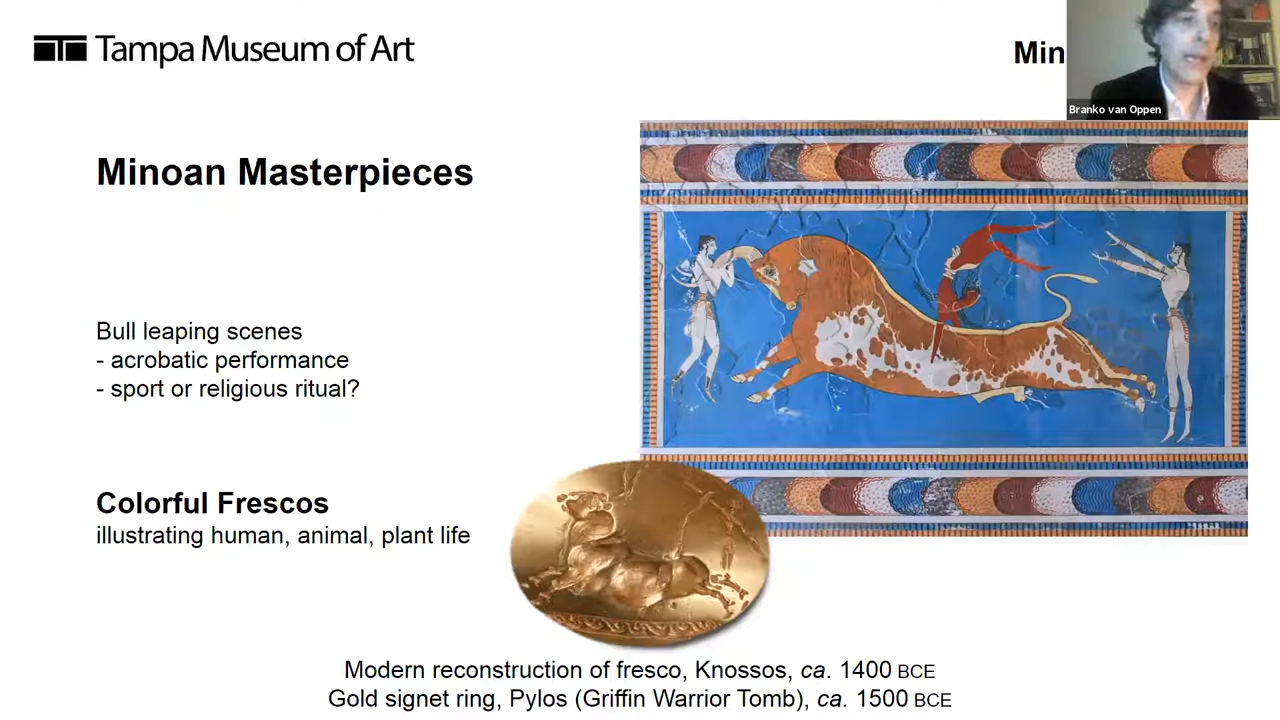 Tampa Museum of Art
Min
Branko van Oppen
Minoan Masterpieces
Bull leaping scenes
- acrobatic performance
- sport or religious ritual?
Colorful Frescos
illustrating human, animal, plant life
Modern reconstruction of fresco, Knossos, ca. 1400 BCE
Gold signet ring, Pylos (Griffin Warrior Tomb), ca. 1500 BCE